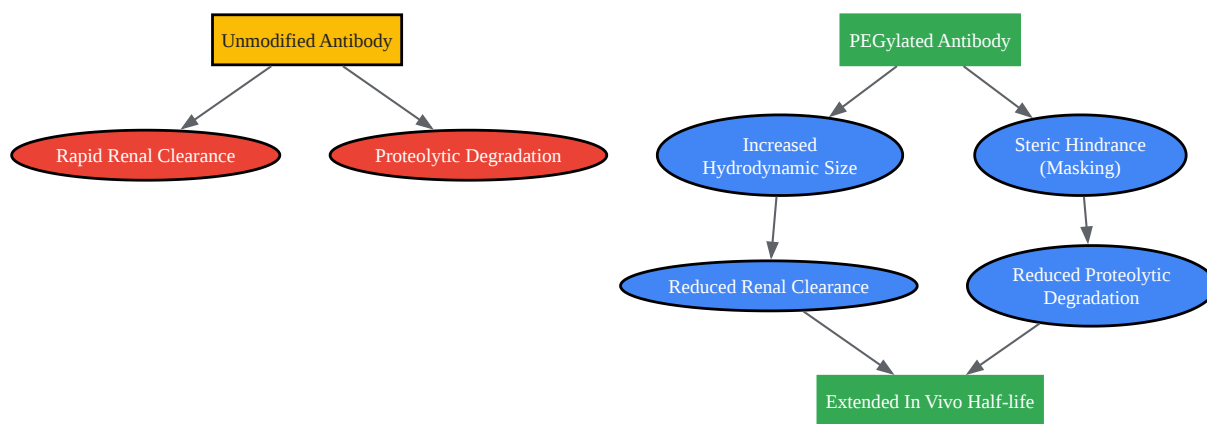 Unmodified Antibody
Rapid Renal Clearance
Proteolytic Degradation
PEGylated Antibody
Increased
Hydrodynamic Size
Steric Hindrance
(Masking)
Reduced Renal Clearance
Reduced Proteolytic
Degradation
Extended In Vivo Half-life